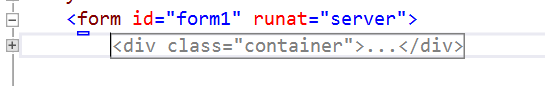 <form id="form1" runat="server">
<div class="container">...</div>